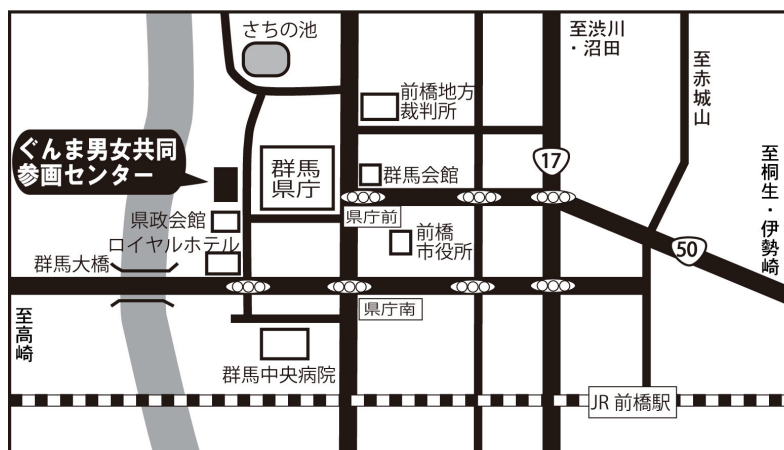 さちの池
至渋川
・沼田
至赤城山
前橋地方
裁判所
ぐんま男女共同
参画センター
群馬
県庁
群馬会館
17
至桐生・伊勢崎
県政会館
県庁前
前橋
市役所
ロイヤルホテル
50
群馬大橋
県庁南
至高崎
群馬中央病院
JR 前橋駅